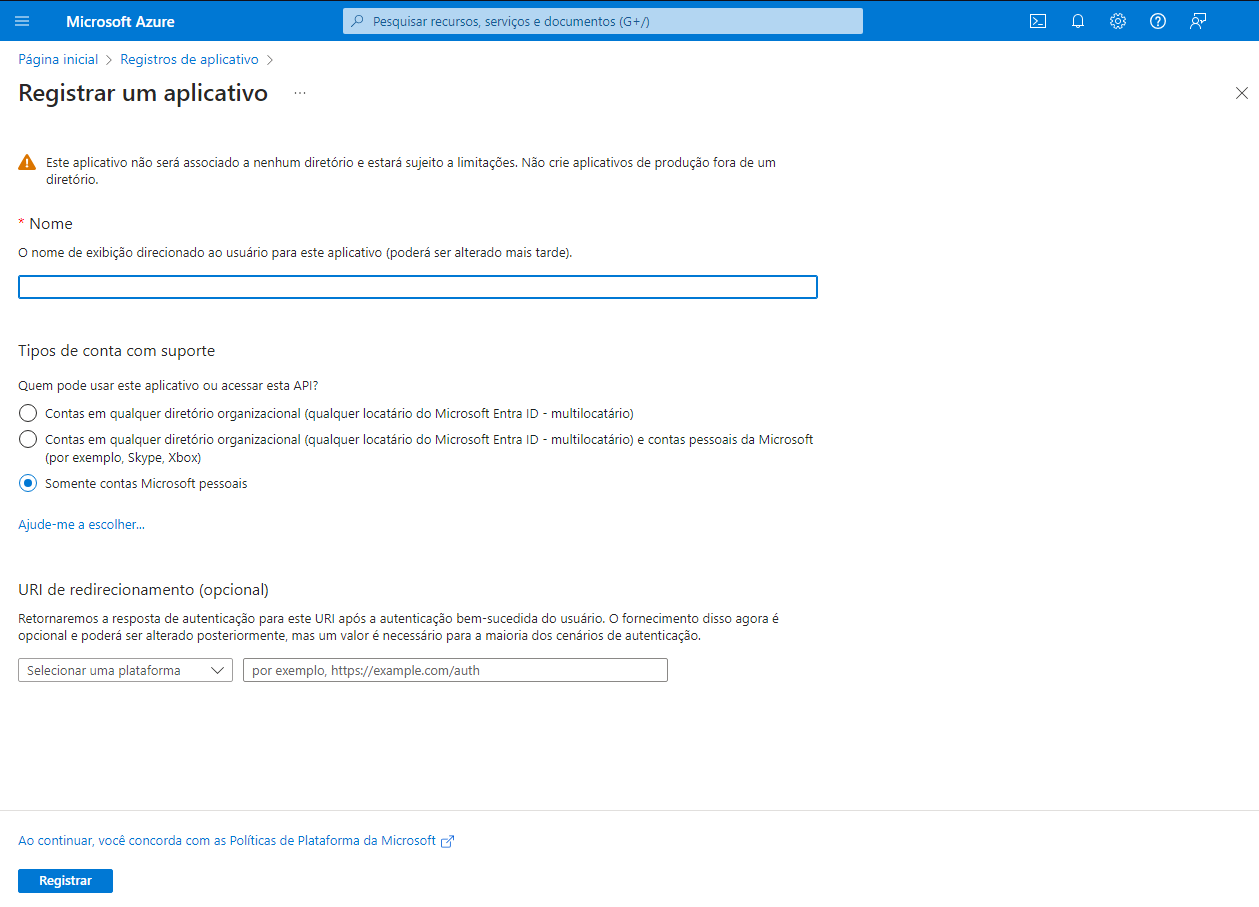 Microsoft Azure
Pesquisar recursos, serviços e documentos (G+/)
Página inicial > Registros de aplicativo >
Registrar um aplicativo ...
Este aplicativo não será associado a nenhum diretório e estará sujeito a limitações. Não crie aplicativos de produção fora de um
diretório.
* Nome
O nome de exibição direcionado ao usuário para este aplicativo (poderá ser alterado mais tarde).
Tipos de conta com suporte
Quem pode usar este aplicativo ou acessar esta API?
Contas em qualquer diretório organizacional (qualquer locatário do Microsoft Entra ID - multilocatário)
Contas em qualquer diretório organizacional (qualquer locatário do Microsoft Entra ID - multilocatário) e contas pessoais da Microsoft
(por exemplo, Skype, Xbox)
Somente contas Microsoft pessoais
Ajude-me a escolher...
URI de redirecionamento (opcional)
Retornaremos a resposta de autenticação para este URI após a autenticação bem-sucedida do usuário. O fornecimento disso agora é
opcional e poderá ser alterado posteriormente, mas um valor é necessário para a maioria dos cenários de autenticação.
Selecionar uma plataforma
por exemplo, https://example.com/auth
Ao continuar, você concorda com as Políticas de Plataforma da Microsoft
Registrar